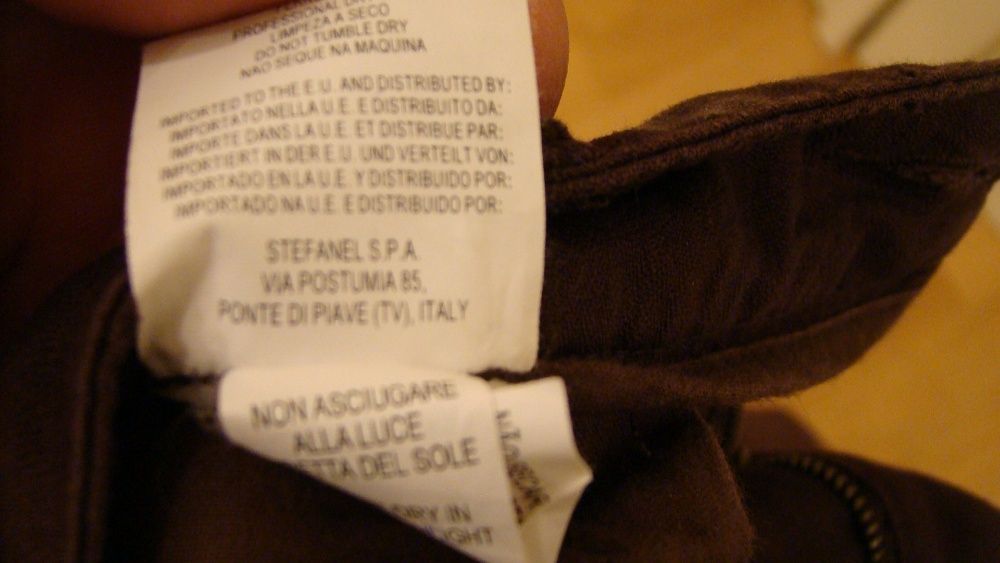 PROFESSIONAL
LIMPEZA A SECO
DO NOT TUMBLE DRY
NAO SEQUE NA MAQUINA
IMPORTED TO THE E.U. AND DISTRIBUTED BY:
IMPORTATO NELLA U.E. E DISTRIBUITO DA:
IMPORTE DANS LA U.E. ET DISTRIBUE PAR:
IMPORTIERT IN DER E.U. UND VERTEILT VON:
IMPORTADO EN LA U.E. Y DISTRIBUIDO POR:
IMPORTADO NA U.E. E DISTRIBUIDO POR:
STEFANEL S.P.A.
VIA POSTUMIA 85,
PONTE DI PIAVE (TV), ITALY
NON ASCIUGARE
ALLA LUCE
ETTA DEL SOLE
DRY IN
IGHT